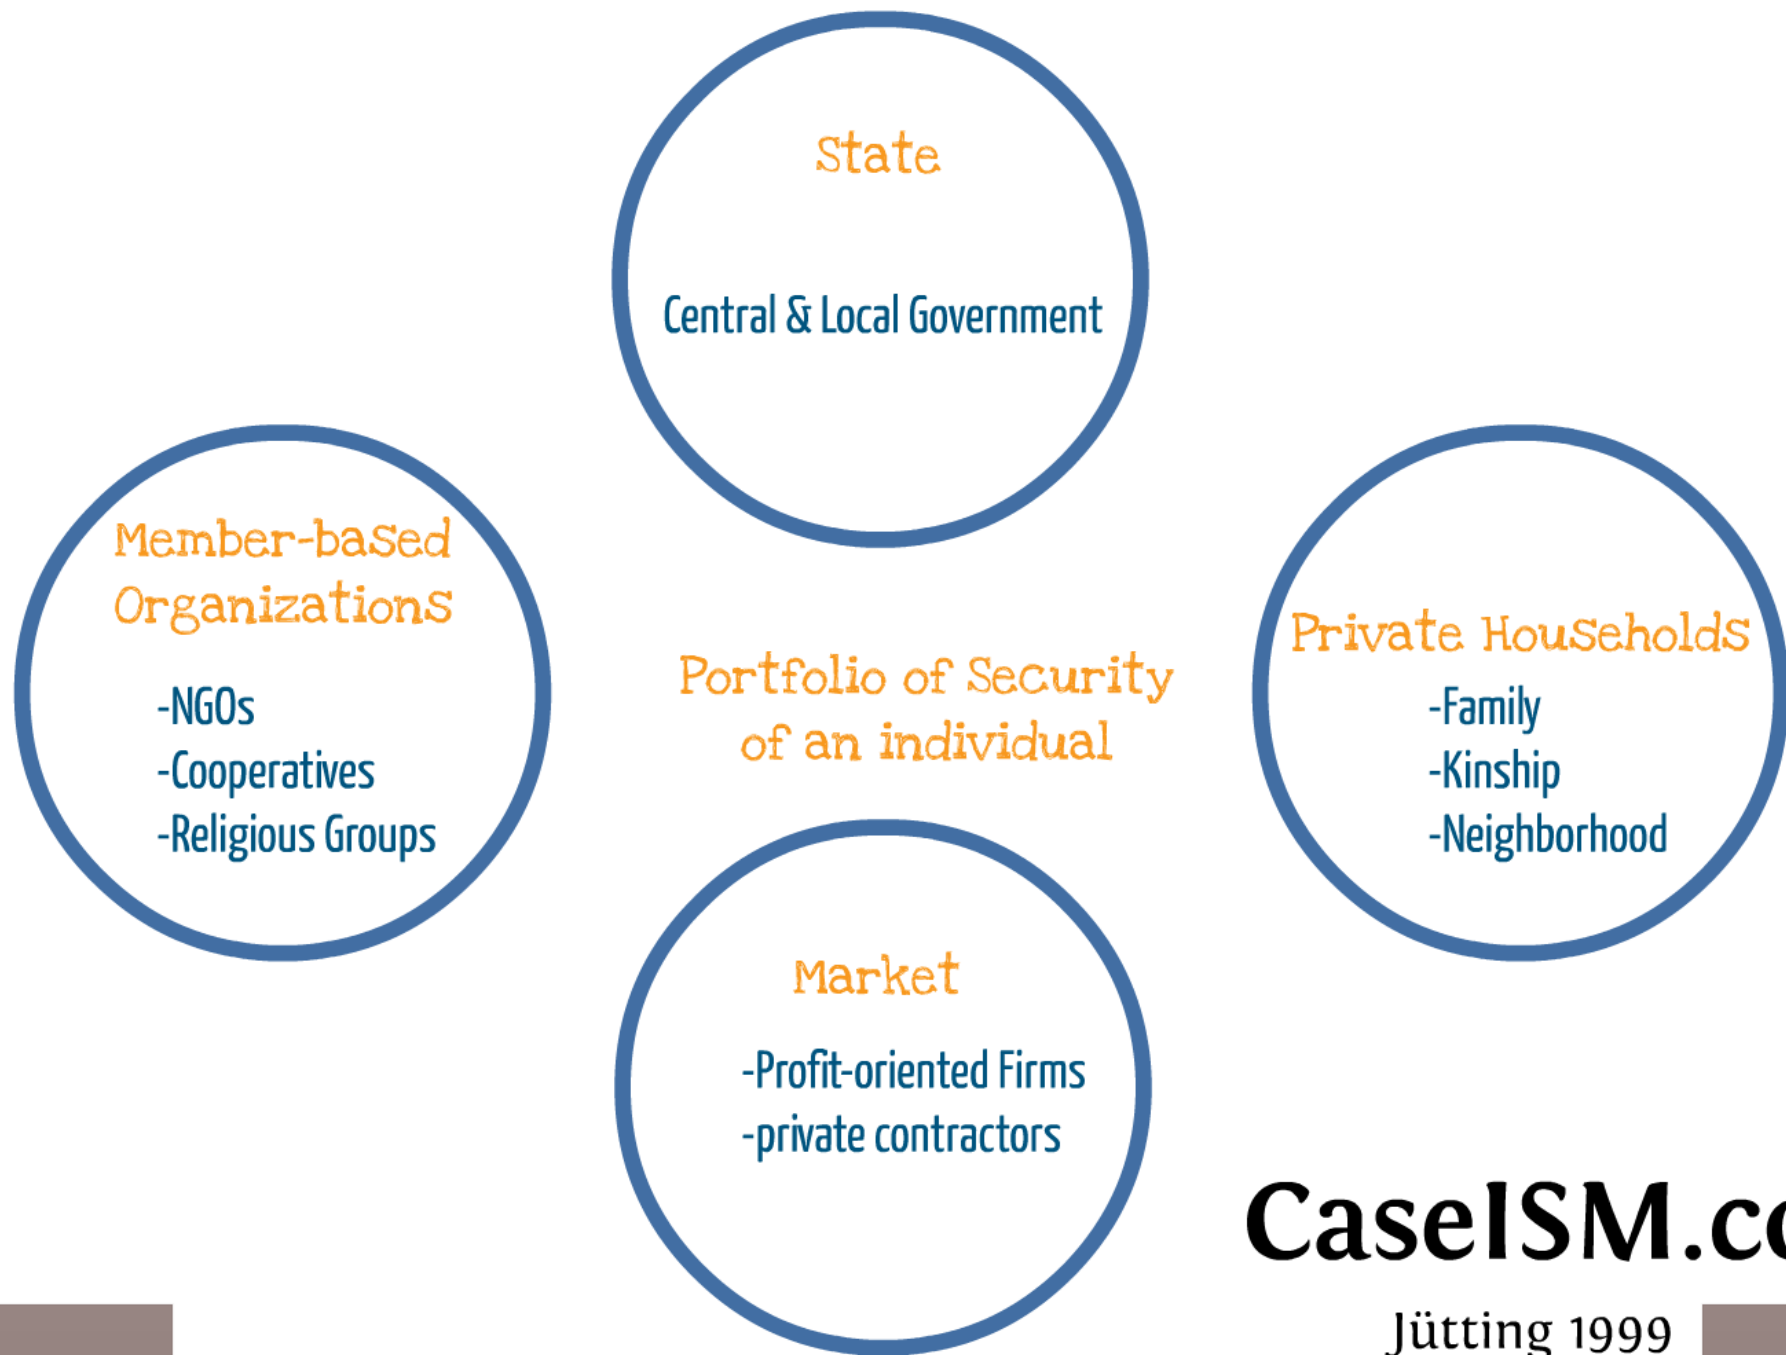 State
Central & Local Government
Member-based
Organizations
-NGOs
-Cooperatives
-Religious Groups
Portfolio of Security
of an individual
Private Households
-Family
-Kinship
-Neighborhood
Market
-Profit-oriented Firms
-private contractors
CaseISM.co
Jütting 1999